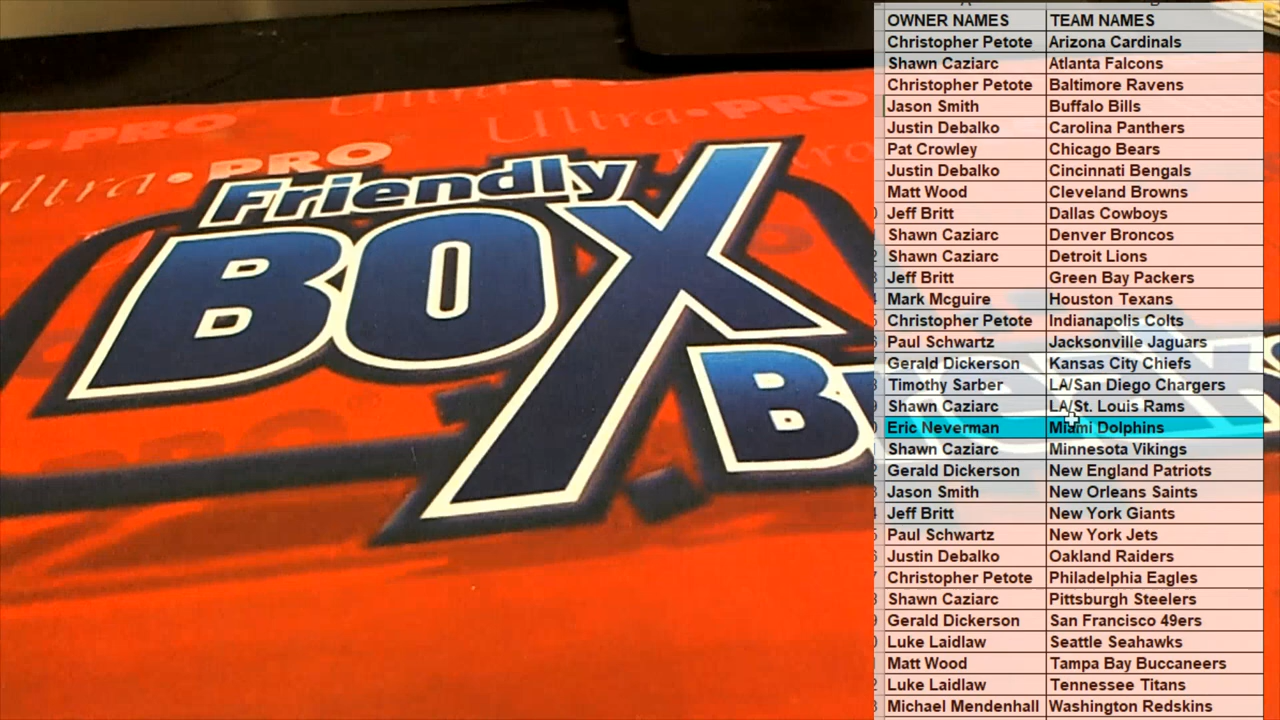 Ultra
PRO
Ultra•PRO
Ultra•PRO
Friendly
BOX
OWNER NAMES TEAM NAMES
Christopher Petote Arizona Cardinals
Shawn Caziarc Atlanta Falcons
Christopher Petote Baltimore Ravens
Jason Smith Buffalo Bills
Justin Debalko Carolina Panthers
Pat Crowley Chicago Bears
Justin Debalko Cincinnati Bengals
Matt Wood Cleveland Browns
Jeff Britt Dallas Cowboys
Shawn Caziarc Denver Broncos
Shawn Caziarc Detroit Lions
Jeff Britt Green Bay Packers
Mark Mcguire Houston Texans
Christopher Petote Indianapolis Colts
Paul Schwartz Jacksonville Jaguars
Gerald Dickerson Kansas City Chiefs
Timothy Sarber LA/San Diego Chargers
Shawn Caziarc LA/St. Louis Rams
Eric Neverman Miami Dolphins
Shawn Caziarc Minnesota Vikings
Gerald Dickerson New England Patriots
Jason Smith New Orleans Saints
Jeff Britt New York Giants
Paul Schwartz New York Jets
Justin Debalko Oakland Raiders
Christopher Petote Philadelphia Eagles
Shawn Caziarc Pittsburgh Steelers
Gerald Dickerson San Francisco 49ers
Luke Laidlaw Seattle Seahawks
Matt Wood Tampa Bay Buccaneers
Luke Laidlaw Tennessee Titans
Michael Mendenhall Washington Redskins